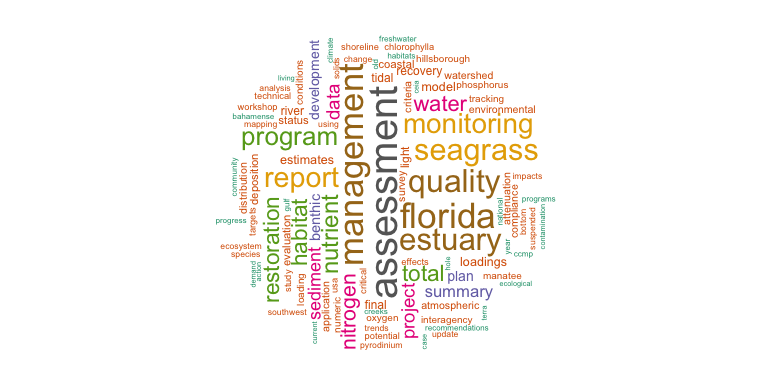 freshwater
shoreline chlorophylla
climate
change
habitats
old
coastal
hillsborough
solids
tidal
recovery
watershed
living
conditions
development
analysis
technical
data
management
assessment
criteria
ceia
model
phosphorus
workshop
river
water
tracking
environmental
bahamense
mapping
status
using
monitoring
program
seagrass
estimates
light
survey
community
distribution
deposition
report
quality
attenuation
compliance
impacts
programs
national
bottom
suspended
contamination
progress
targets
restoration
gulf
habitat
benthic
nutrient
florida
estuary
year
ccmp
evaluation
ecosystem
species
demand
action
study
loading
sediment
application
numeric
usa
nitrogen
critical
effects
total
hole
loadings
plan
manatee
ecological
summary
southwest
current
final
creeks
oxygen
trends
potential
pyrodinium
project
atmospheric
terra
interagency
recommendations
case
update